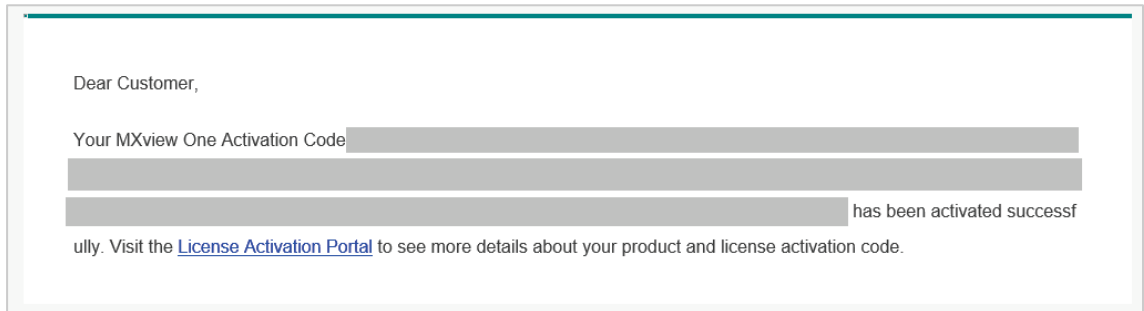 Dear Customer,
Your MXview One Activation Code
has been activated successf
ully. Visit the License Activation Portal to see more details about your product and license activation code.